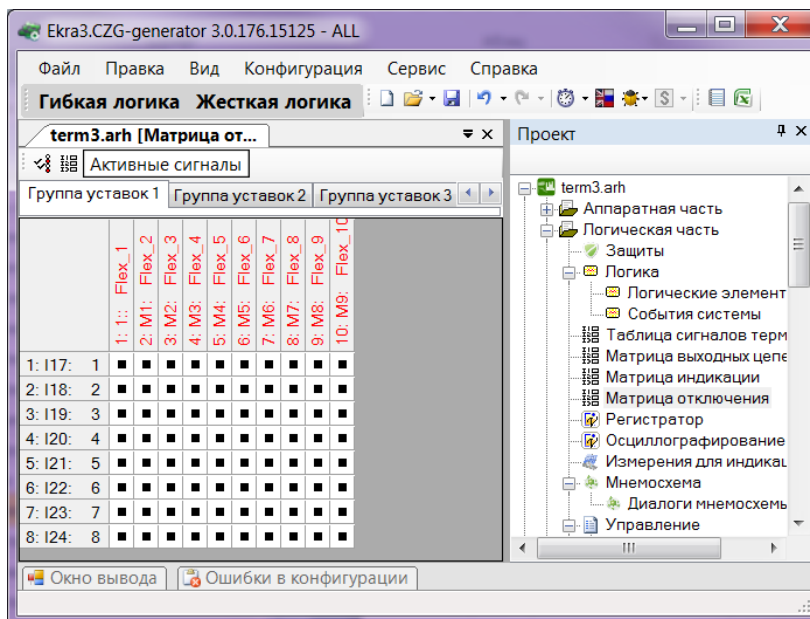 Ekra3.CZG-generator 3.0.176.15125 - ALL
Файл Правка Вид Конфигурация Сервис Справка
Гибкая логика Жесткая логика
term3.arh [Матрица от...
Активные сигналы
Группа уставок 1 Группа уставок 2 Группа уставок 3
1: 1:: Flex_1
2: M1: Flex_2
3: M2: Flex_3
4: M3: Flex_4
5: M4: Flex_5
6: M5: Flex_6
7: M6: Flex_7
8: M7: Flex_8
9: M8: Flex_9
10: M9: Flex_10
1: I17: 1
2: I18: 2
3: I19: 3
4: I20: 4
5: I21: 5
6: I22: 6
7: I23: 7
8: I24: 8
Проект
term3.arh
Аппаратная часть
Логическая часть
Защиты
Логика
Логические элемент
События системы
Таблица сигналов терм
Матрица выходных цепе
Матрица индикации
Матрица отключения
Регистратор
Осциллографирование
Измерения для индикац
Мнемосхема
Диалоги мнемосхемы
Управление
Окно вывода Ошибки в конфигурации